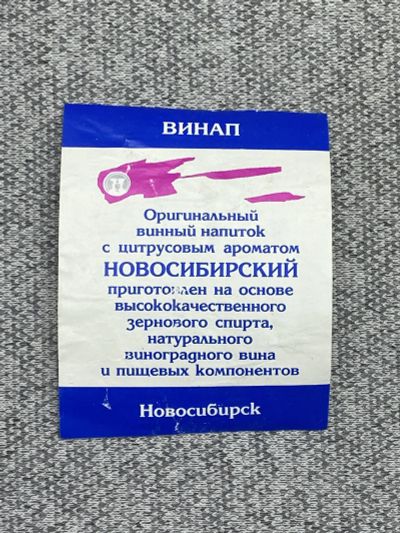 ВИНАП
Оригинальный
винный напиток
с цитрусовым ароматом
НОВОСИБИРСКИЙ
приготовлен на основе
высококачественного
зернового спирта,
натурального
виноградного вина
и пищевых компонентов
Новосибирск